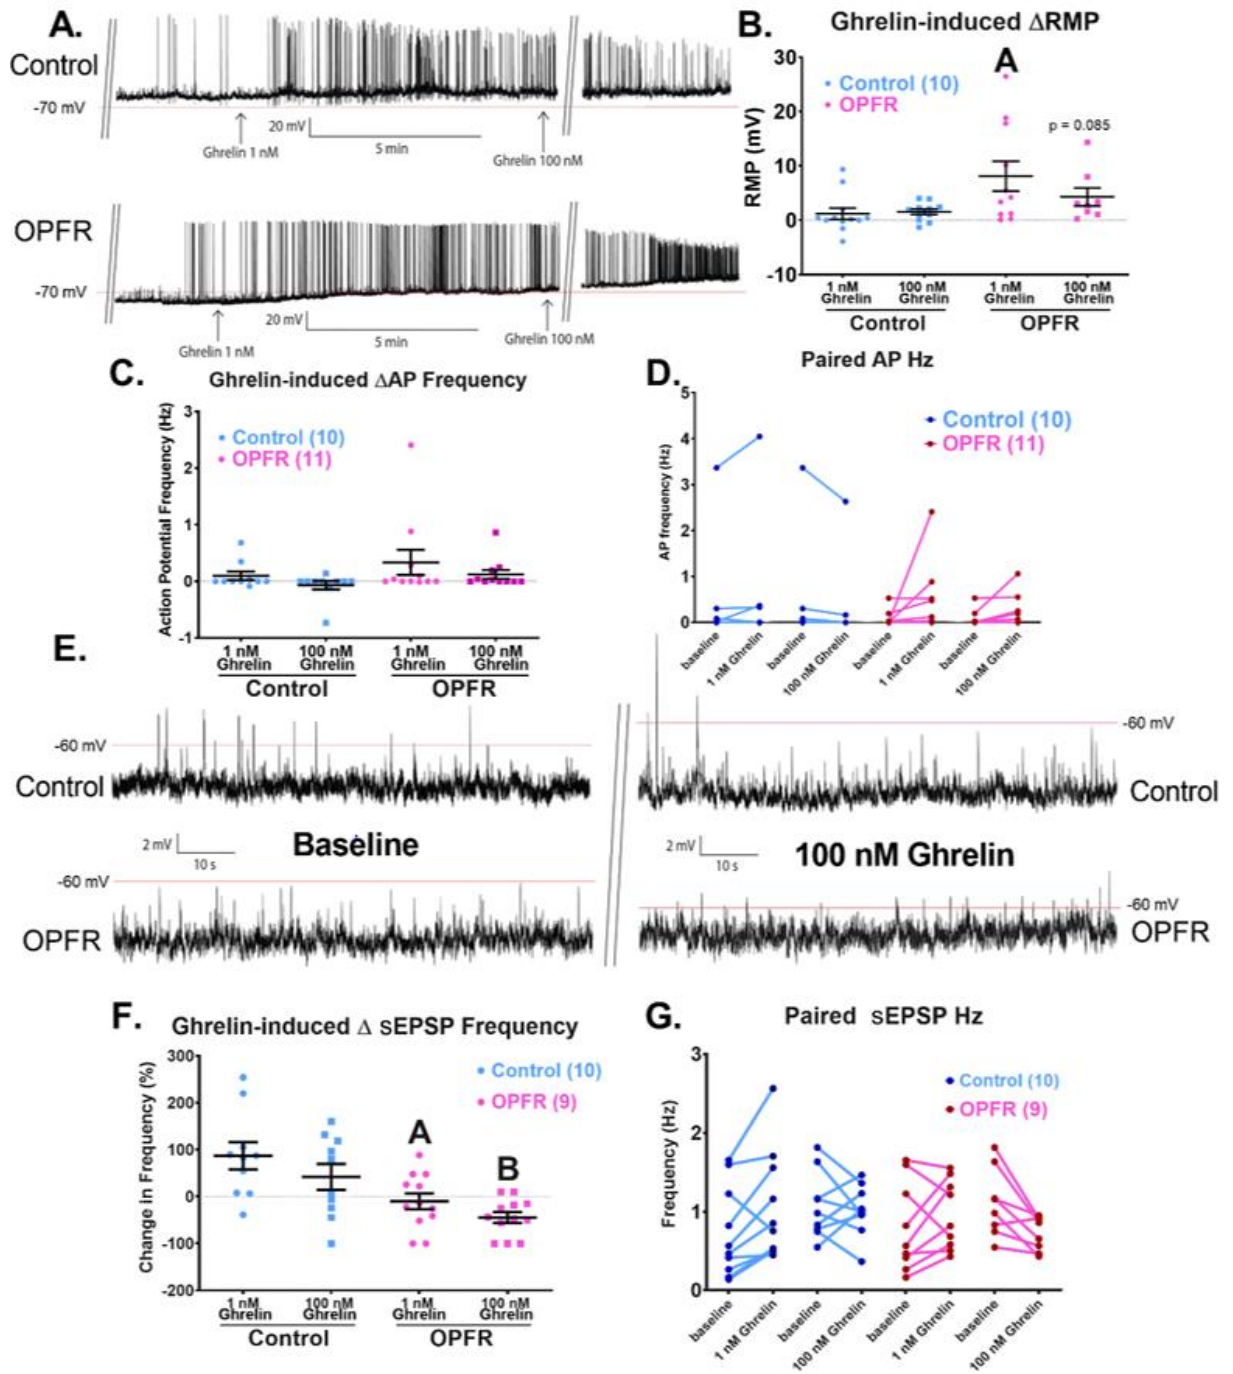 A.
Control
-70 mV
20 mV
5 min
Ghrelin 1 nM
Ghrelin 100 nM
OPFR
-70 mV
20 mV
5 min
Ghrelin 1 nM
Ghrelin 100 nM
B.
Ghrelin-induced ΔRMP
RMP (mV)
30
20
10
0
-10
Control (10)
OPFR
A
p = 0.085
1 nM
Ghrelin
100 nM
Ghrelin
1 nM
Ghrelin
100 nM
Ghrelin
Control
OPFR
C.
Ghrelin-induced ΔAP Frequency
Action Potential Frequency (Hz)
3
2
1
0
-1
Control (10)
OPFR (11)
1 nM
Ghrelin
100 nM
Ghrelin
1 nM
Ghrelin
100 nM
Ghrelin
Control
OPFR
D.
Paired AP Hz
AP frequency (Hz)
5
4
3
2
1
0
Control (10)
OPFR (11)
baseline
1 nM Ghrelin
baseline
100 nM Ghrelin
baseline
1 nM Ghrelin
baseline
100 nM Ghrelin
E.
-60 mV
Control
2 mV
10 s
Baseline
-60 mV
OPFR
-60 mV
Control
2 mV
10 s
100 nM Ghrelin
-60 mV
OPFR
F.
Ghrelin-induced Δ sEPSP Frequency
Change in Frequency (%)
300
200
100
0
-100
-200
Control (10)
OPFR (9)
A
B
1 nM
Ghrelin
100 nM
Ghrelin
1 nM
Ghrelin
100 nM
Ghrelin
Control
OPFR
G.
Paired sEPSP Hz
Frequency (Hz)
3
2
1
0
Control (10)
OPFR (9)
baseline
1 nM Ghrelin
baseline
100 nM Ghrelin
baseline
1 nM Ghrelin
baseline
100 nM Ghrelin